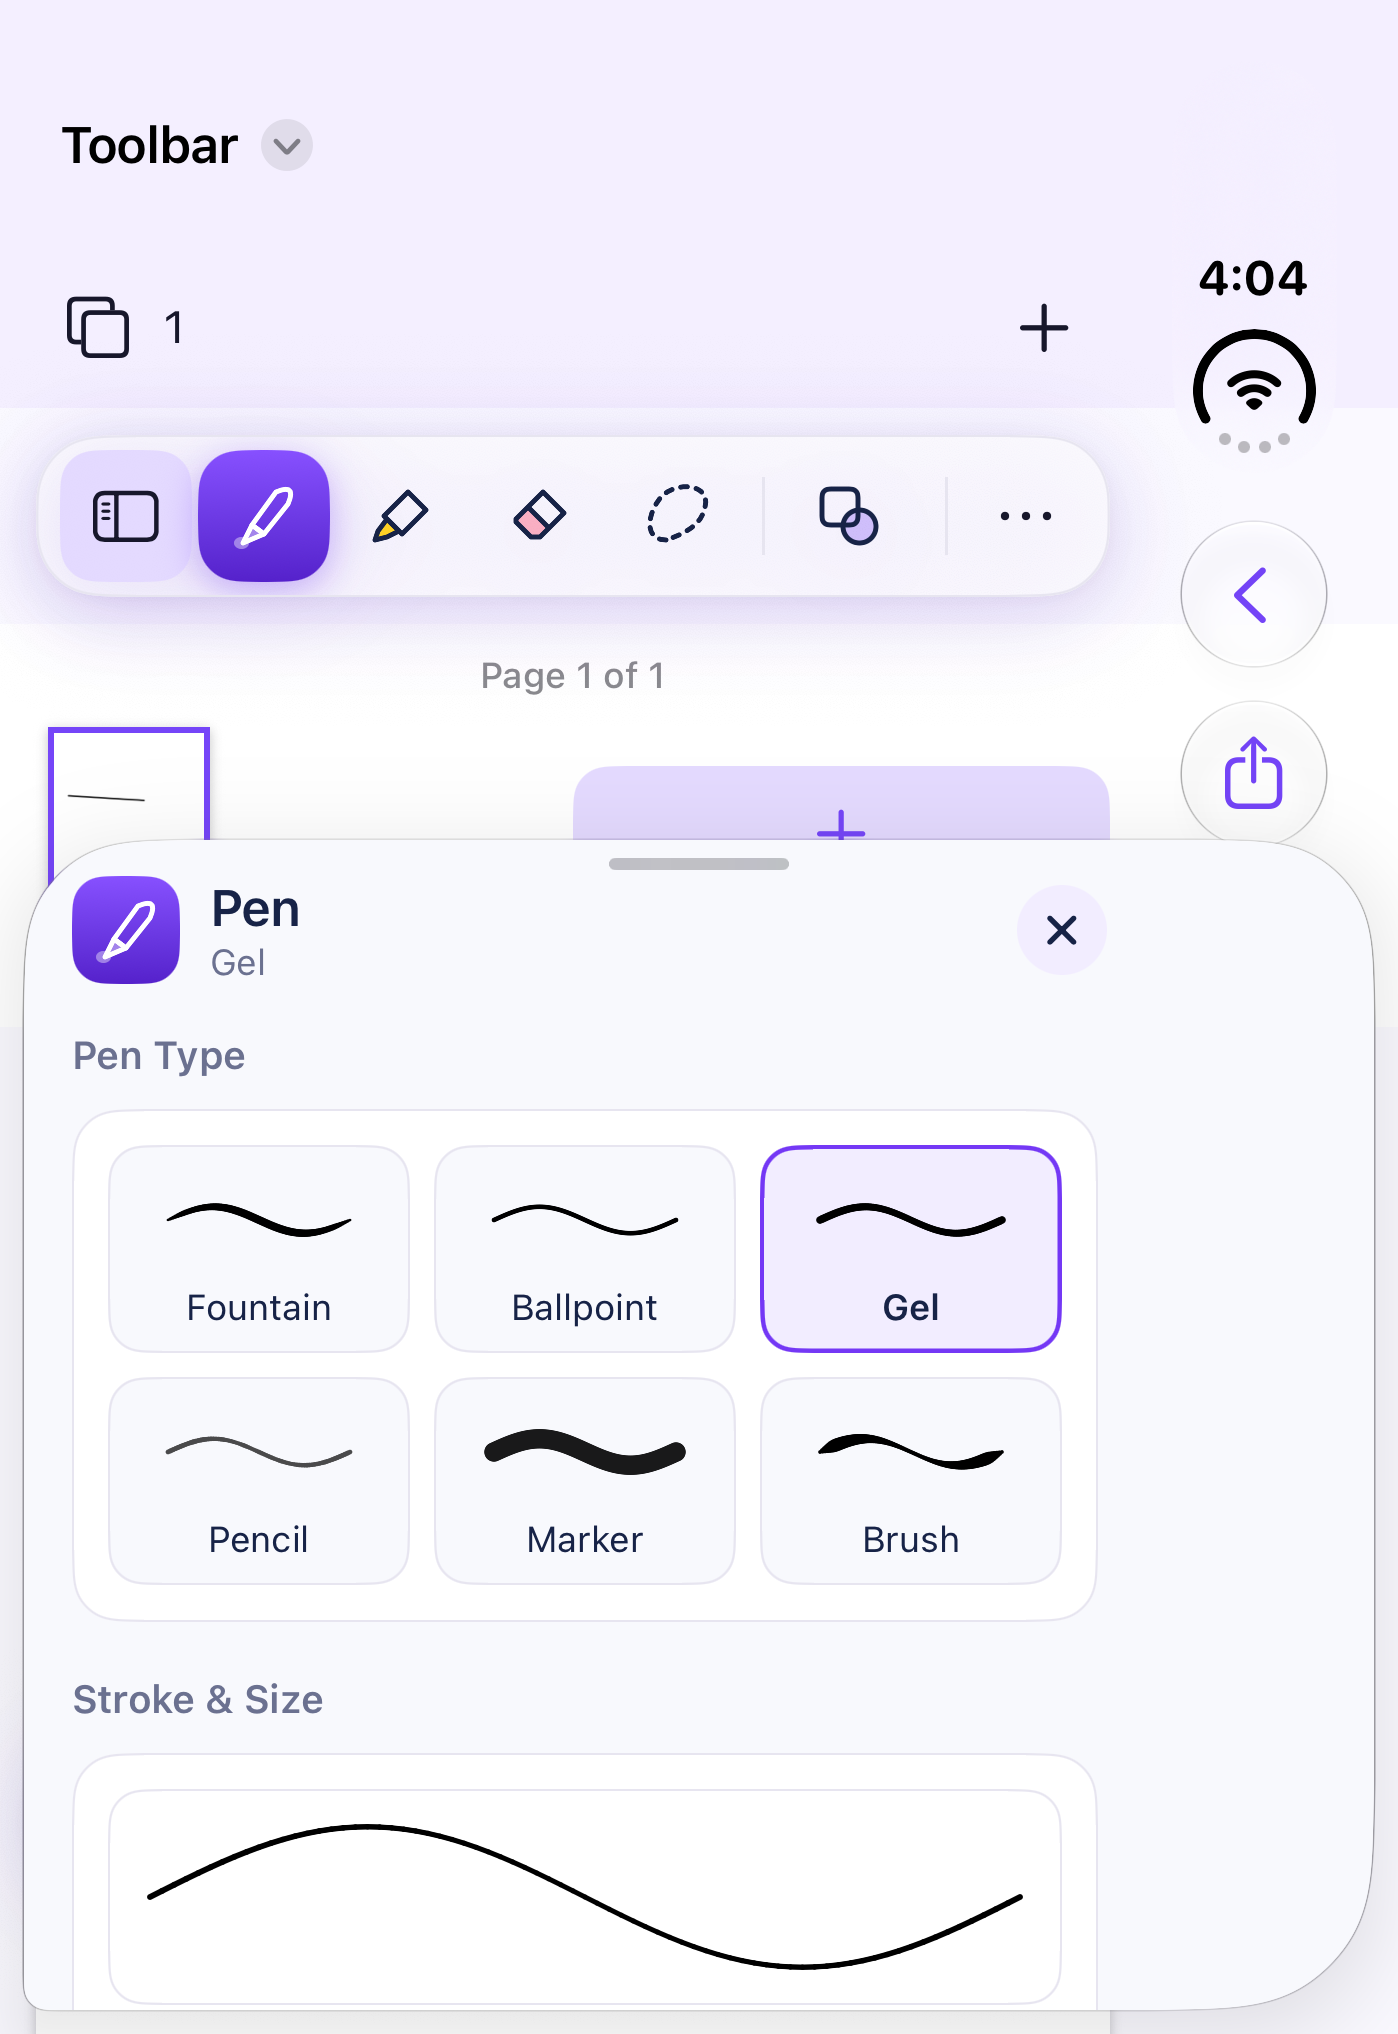 Toolbar
4:04
1
Page 1 of 1
Pen
Gel
Pen Type
Fountain
Ballpoint
Gel
Pencil
Marker
Brush
Stroke & Size